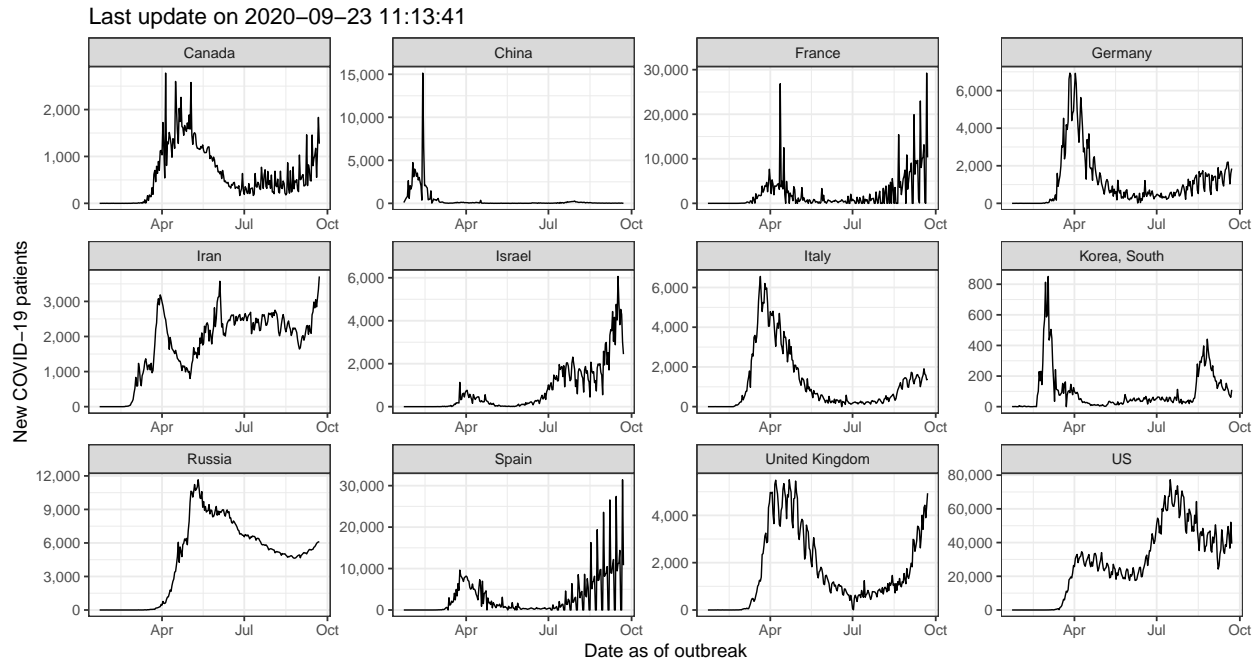 Last update on 2020−09−23 11:13:41
Canada
China
France
Germany
2,000
1,000
0
Apr
Jul
Oct
15,000
10,000
5,000
0
Apr
Jul
Oct
30,000
20,000
10,000
0
Apr
Jul
Oct
6,000
4,000
2,000
0
Apr
Jul
Oct
Iran
Israel
Italy
Korea, South
3,000
2,000
1,000
0
Apr
Jul
Oct
6,000
4,000
2,000
0
Apr
Jul
Oct
6,000
4,000
2,000
0
Apr
Jul
Oct
800
600
400
200
0
Apr
Jul
Oct
Russia
Spain
United Kingdom
US
12,000
9,000
6,000
3,000
0
Apr
Jul
Oct
30,000
20,000
10,000
0
Apr
Jul
Oct
4,000
2,000
0
Apr
Jul
Oct
80,000
60,000
40,000
20,000
0
Apr
Jul
Oct
New COVID−19 patients
Date as of outbreak